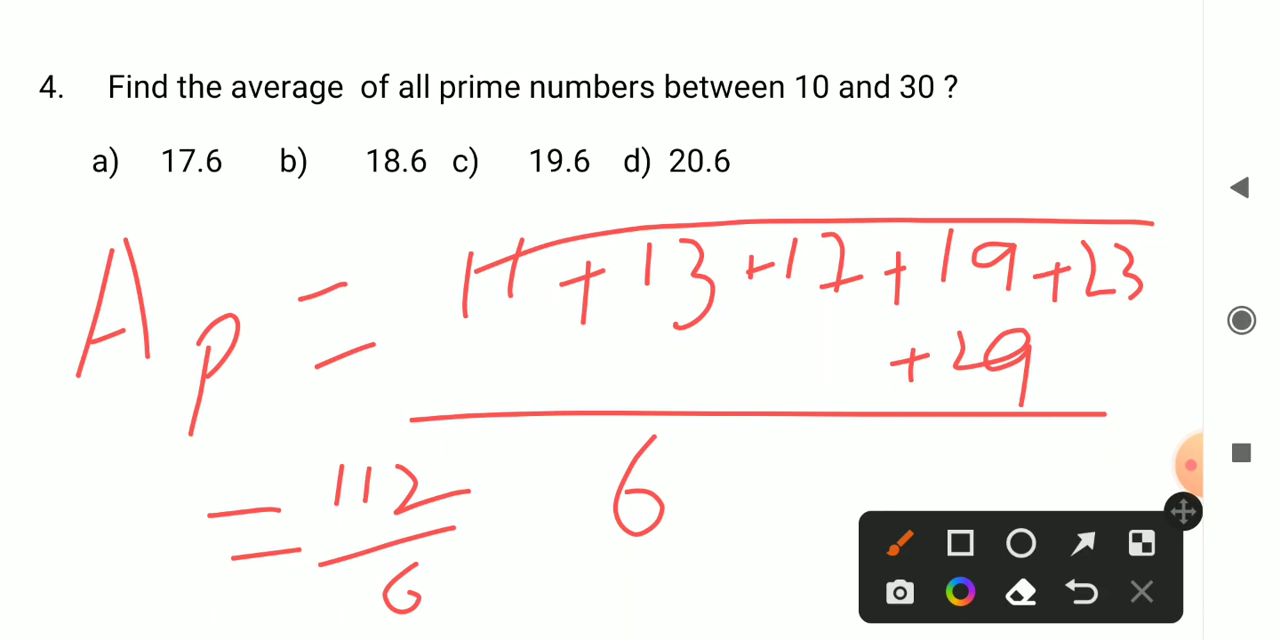 4. Find the average of all prime numbers between 10 and 30 ?
a) 17.6 b) 18.6 c) 19.6 d) 20.6
Ap = 11 + 13 + 17 + 19 + 23
+ 29
6
= 112
6